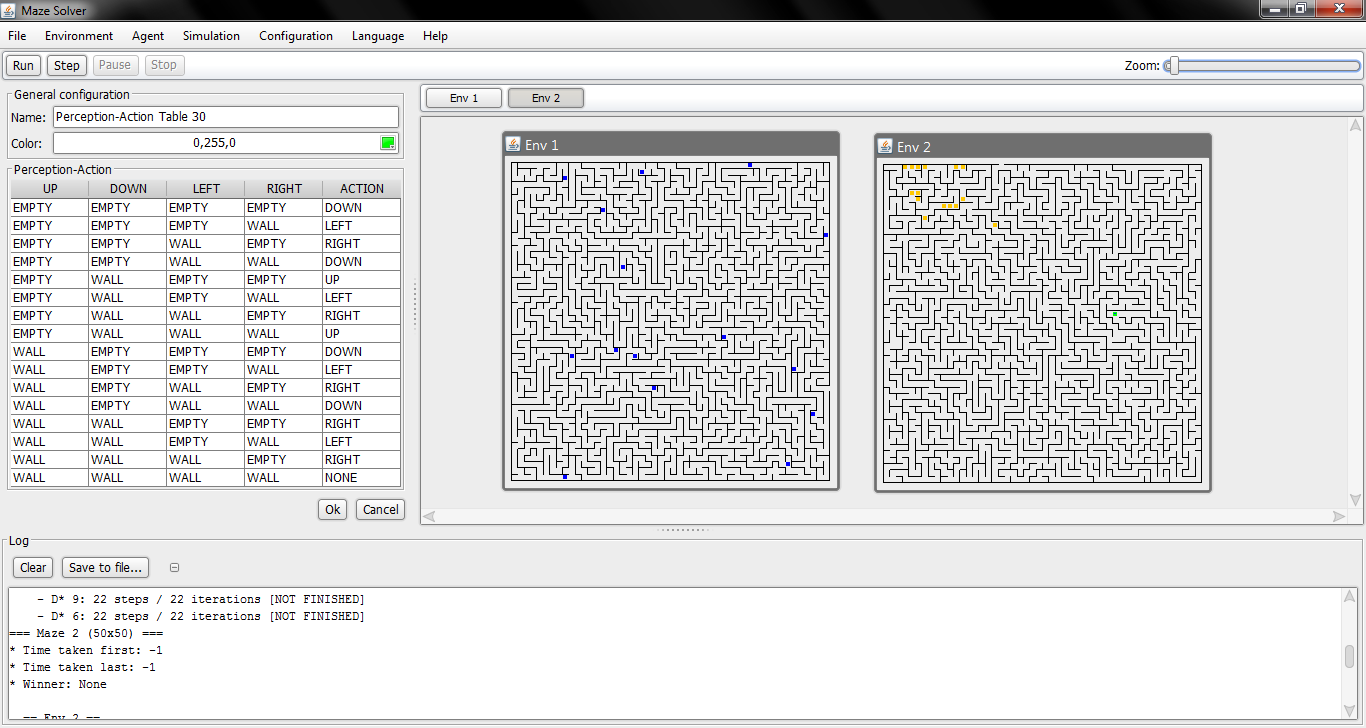 Maze Solver
File Environment Agent Simulation Configuration Language Help
Run Step Pause Stop Zoom:
General configuration
Name: Perception-Action Table 30
Color: 0,255,0
Perception-Action
UP DOWN LEFT RIGHT ACTION
EMPTY EMPTY EMPTY EMPTY DOWN
EMPTY EMPTY EMPTY WALL LEFT
EMPTY EMPTY WALL EMPTY RIGHT
EMPTY EMPTY WALL WALL DOWN
EMPTY WALL EMPTY EMPTY UP
EMPTY WALL EMPTY WALL LEFT
EMPTY WALL WALL EMPTY RIGHT
EMPTY WALL WALL WALL UP
WALL EMPTY EMPTY EMPTY DOWN
WALL EMPTY EMPTY WALL LEFT
WALL EMPTY WALL EMPTY RIGHT
WALL EMPTY WALL WALL DOWN
WALL WALL EMPTY EMPTY RIGHT
WALL WALL EMPTY WALL LEFT
WALL WALL WALL EMPTY RIGHT
WALL WALL WALL WALL NONE
Ok Cancel
Env 1 Env 2
Env 1
Env 2
Log
Clear Save to file...
- D* 9: 22 steps / 22 iterations [NOT FINISHED]
- D* 6: 22 steps / 22 iterations [NOT FINISHED]
=== Maze 2 (50x50) ===
* Time taken first: -1
* Time taken last: -1
* Winner: None
== Env 2 ==